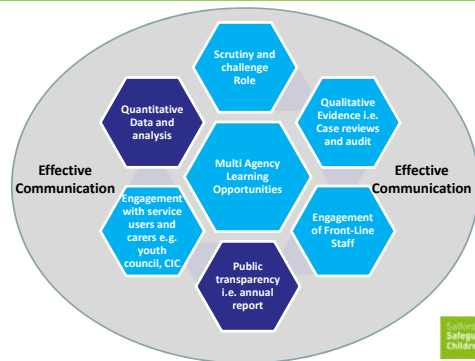 Scrutiny and
challenge
Role
Quantitative
Data and
analysis
Qualitative
Evidence i.e.
Case reviews
and audit
Effective
Communication
Multi Agency
Learning
Opportunities
Effective
Communication
Engagement
with service
users and
carers e.g.
youth
council, CIC
Engagement
of Front-Line
Staff
Public
transparency
i.e. annual
report